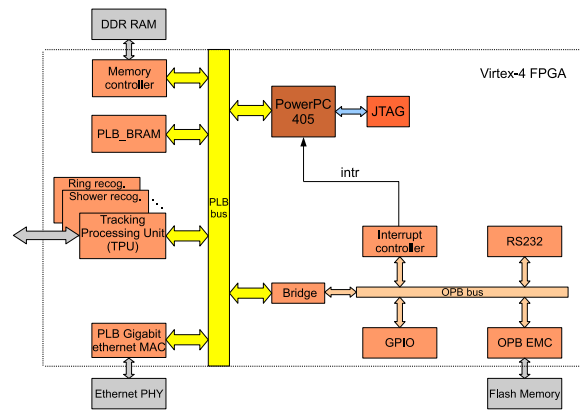 DDR RAM
Virtex-4 FPGA
Memory
controller
PowerPC
405
JTAG
PLB_BRAM
intr
Ring recog.
Shower recog.
Tracking
Processing Unit
(TPU)
PLB
bus
Interrupt
controller
RS232
Bridge
OPB bus
PLB Gigabit
ethernet MAC
GPIO
OPB EMC
Ethernet PHY
Flash Memory